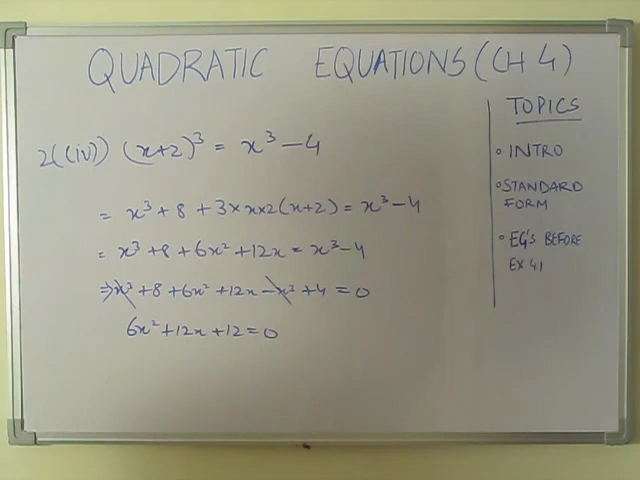 QUADRATIC EQUATIONS (CH 4)
2((iv)) (x+2)³ = x³ - 4
= x³ + 8 + 3 × x × 2 (x+2) = x³ - 4
= x³ + 8 + 6x² + 12x = x³ - 4
⇒ x³ + 8 + 6x² + 12x - x³ + 4 = 0
6x² + 12x + 12 = 0
TOPICS
• INTRO
• STANDARD
FORM
• EG'S BEFORE
EX 4.1